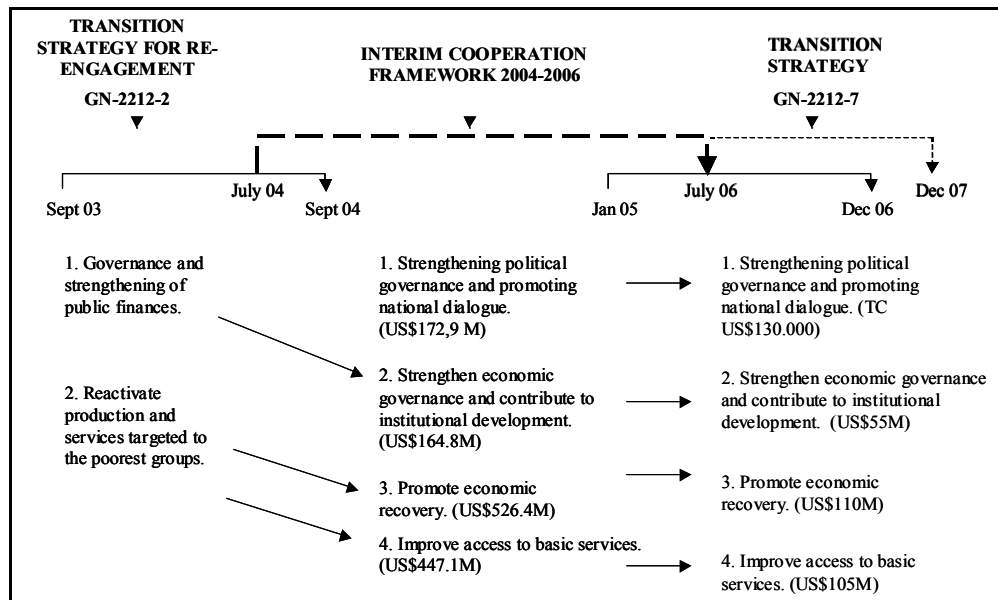 TRANSITION
STRATEGY FOR RE-
ENGAGEMENT
GN-2212-2
INTERIM COOPERATION
FRAMEWORK 2004-2006
TRANSITION
STRATEGY
GN-2212-7
Sept 03
July 04
Sept 04
Jan 05
July 06
Dec 06
Dec 07
1. Governance and
strengthening of
public finances.
2. Reactivate
production and
services targeted to
the poorest groups.
1. Strengthening political
governance and promoting
national dialogue.
(US$172,9 M)
2. Strengthen economic
governance and contribute to
institutional development.
(US$164.8M)
3. Promote economic
recovery. (US$526.4M)
4. Improve access to basic services.
(US$447.1M)
1. Strengthening political
governance and promoting
national dialogue. (TC
US$130.000)
2. Strengthen economic governance
and contribute to institutional
development. (US$55M)
3. Promote economic
recovery. (US$110M)
4. Improve access to basic
services. (US$105M)